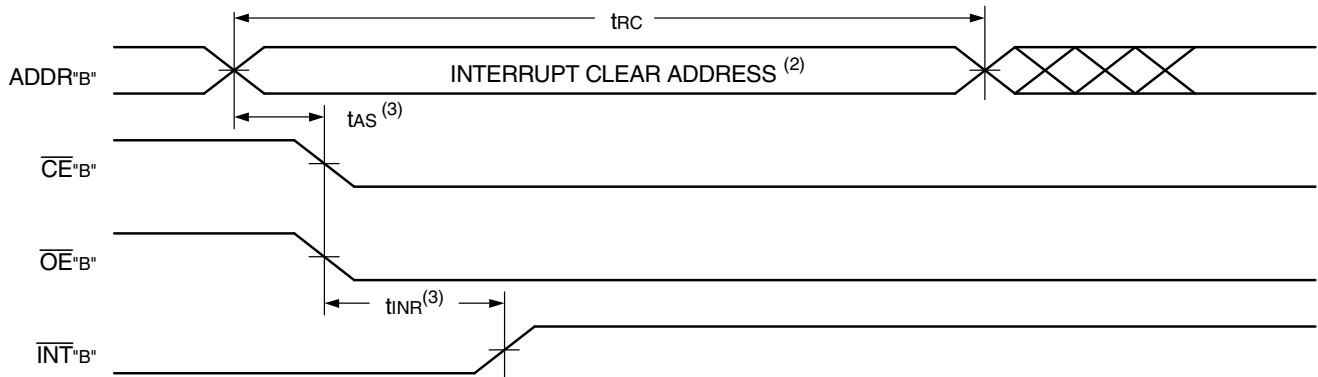 tRC
ADDR"B"
INTERRUPT CLEAR ADDRESS (2)
tAS(3)
CE"B"
OE"B"
tINR(3)
INT"B"